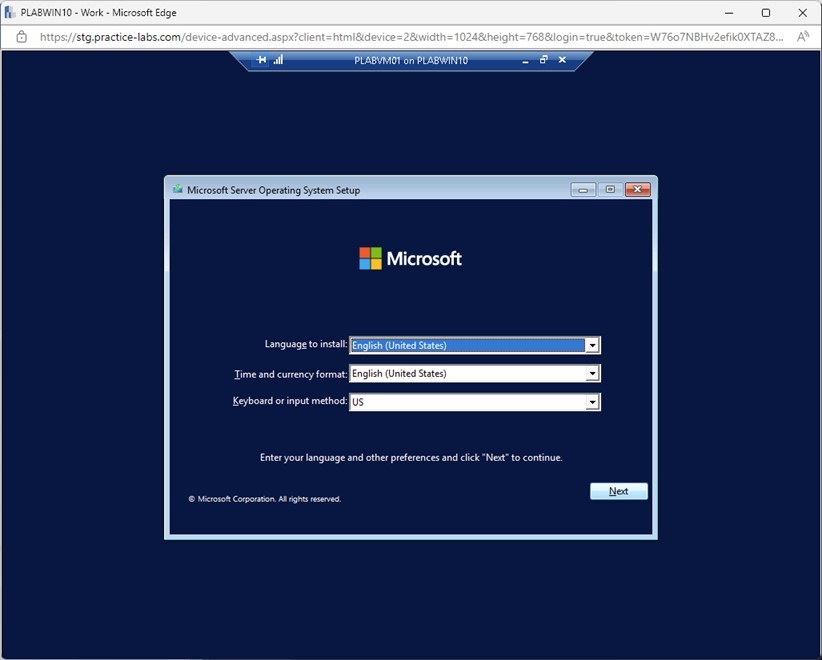 PLABWIN10 - Work - Microsoft Edge
https://stg.practice-labs.com/device-advanced.aspx?client=html&device=2&width=1024&height=768&login=true&token=W76o7NBHv2efik0XTAZ8...
PLABVM01 on PLABWIN10
Microsoft Server Operating System Setup
Microsoft
Language to install: English (United States)
Time and currency format: English (United States)
Keyboard or input method: US
Enter your language and other preferences and click "Next" to continue.
Next
© Microsoft Corporation. All rights reserved.